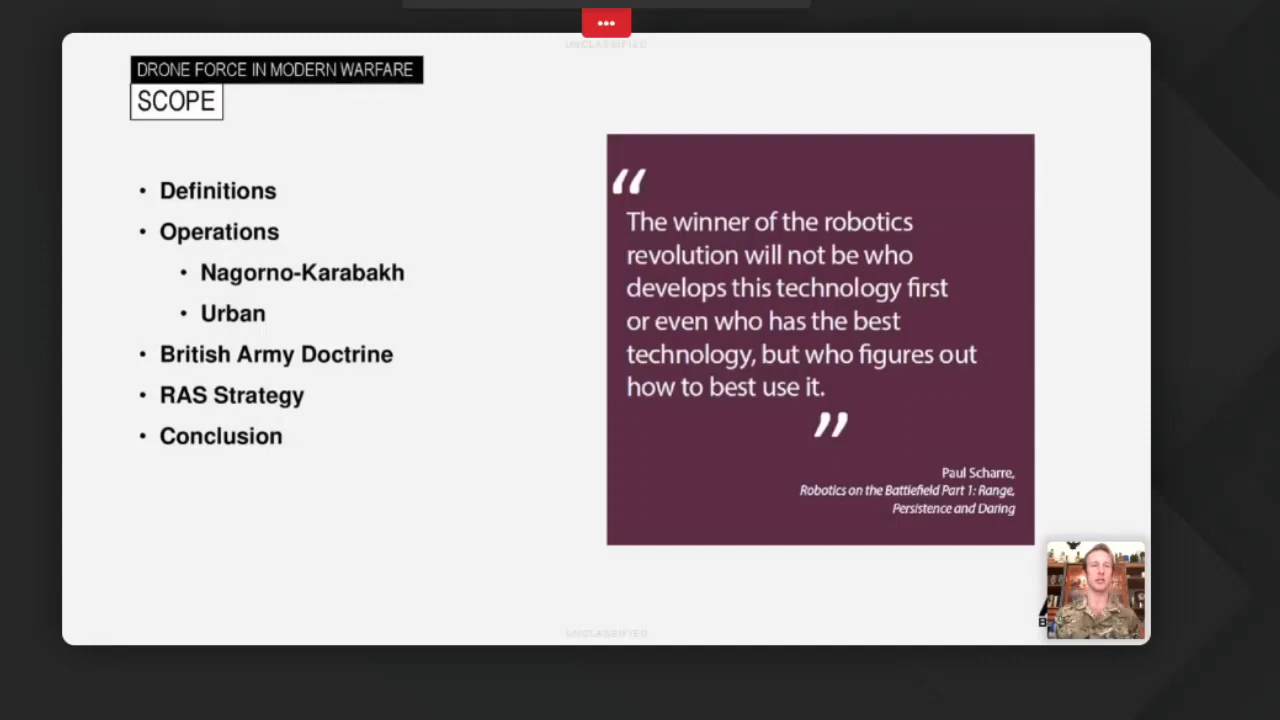 UNCLASSIFIED
DRONE FORCE IN MODERN WARFARE
SCOPE
• Definitions
• Operations
• Nagorno-Karabakh
• Urban
• British Army Doctrine
• RAS Strategy
• Conclusion
“
The winner of the robotics
revolution will not be who
develops this technology first
or even who has the best
technology, but who figures out
how to best use it.
”
Paul Scharre,
Robotics on the Battlefield Part 1: Range,
Persistence and Daring
UNCLASSIFIED